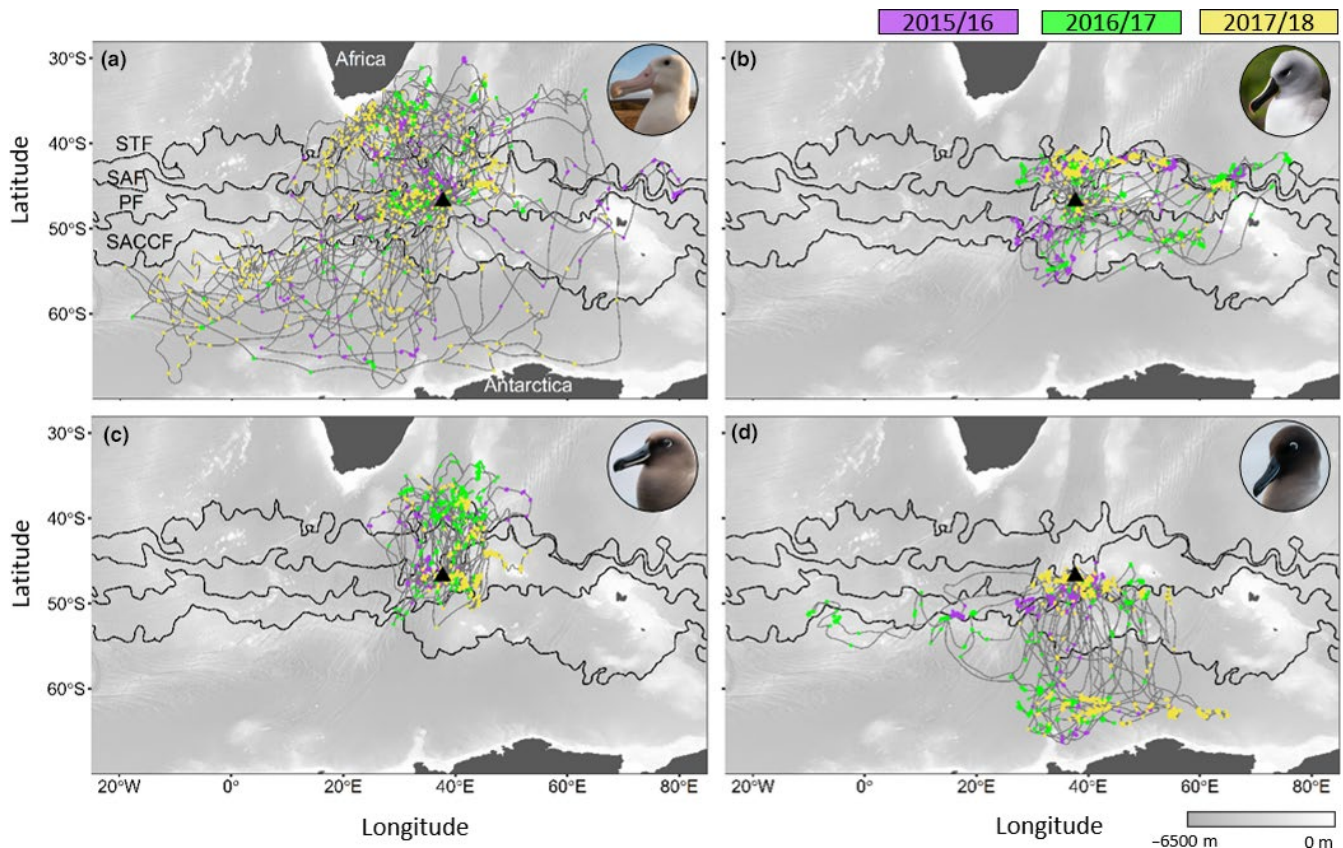 2015/16 2016/17 2017/18
(a) Africa (b)
30°S
40°S
STF
SAF
PF
50°S
SACCF
60°S
Antarctica
Latitude
(c) (d)
30°S
40°S
50°S
60°S
Latitude
20°W 0° 20°E 40°E 60°E 80°E 20°W 0° 20°E 40°E 60°E 80°E
Longitude Longitude
−6500 m 0 m